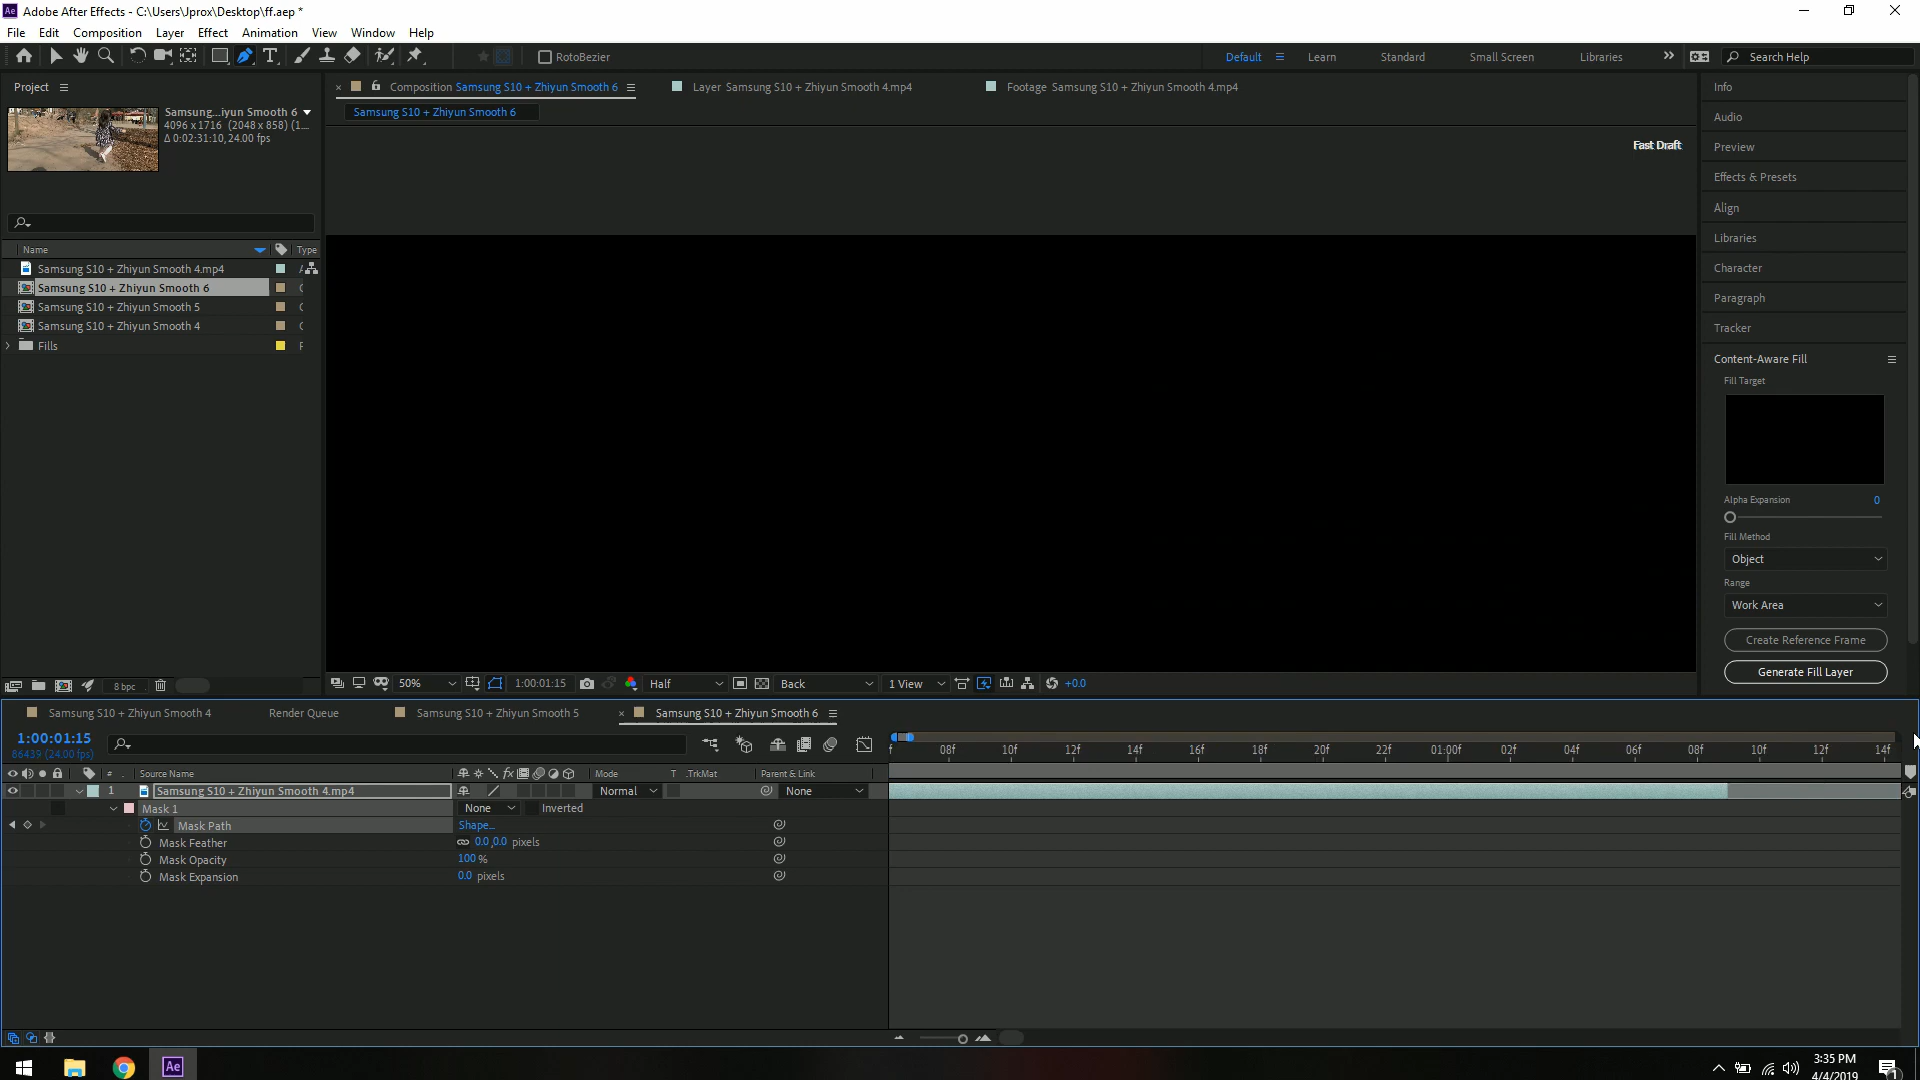 Adobe After Effects - C:\Users\Jprox\Desktop\ff.aep *
File Edit Composition Layer Effect Animation View Window Help
RotoBezier
Default Learn Standard Small Screen Libraries Search Help
Project
Samsung...iyun Smooth 6
4096 x 1716 (2048 x 858) (1....
Δ 0:02:31:10, 24.00 fps
Composition Samsung S10 + Zhiyun Smooth 6
Layer Samsung S10 + Zhiyun Smooth 4.mp4
Footage Samsung S10 + Zhiyun Smooth 4.mp4
Samsung S10 + Zhiyun Smooth 6
Fast Draft
Name Type
Samsung S10 + Zhiyun Smooth 4.mp4
Samsung S10 + Zhiyun Smooth 6
Samsung S10 + Zhiyun Smooth 5
Samsung S10 + Zhiyun Smooth 4
Fills
Info
Audio
Preview
Effects & Presets
Align
Libraries
Character
Paragraph
Tracker
Content-Aware Fill
Fill Target
Alpha Expansion 0
Fill Method
Object
Range
Work Area
Create Reference Frame
Generate Fill Layer
8 bpc
50% 1:00:01:15 Half Back 1 View +0.0
Samsung S10 + Zhiyun Smooth 4 Render Queue Samsung S10 + Zhiyun Smooth 5 Samsung S10 + Zhiyun Smooth 6
1:00:01:15
86439 (24.00 fps)
f 08f 10f 12f 14f 16f 18f 20f 22f 01:00f 02f 04f 06f 08f 10f 12f 14f
# . Source Name Mode T .TrkMat Parent & Link
1 Samsung S10 + Zhiyun Smooth 4.mp4 Normal None
Mask 1 None Inverted
Mask Path Shape...
Mask Feather 0.0,0.0 pixels
Mask Opacity 100 %
Mask Expansion 0.0 pixels
Ae
3:35 PM
4/4/2019
1